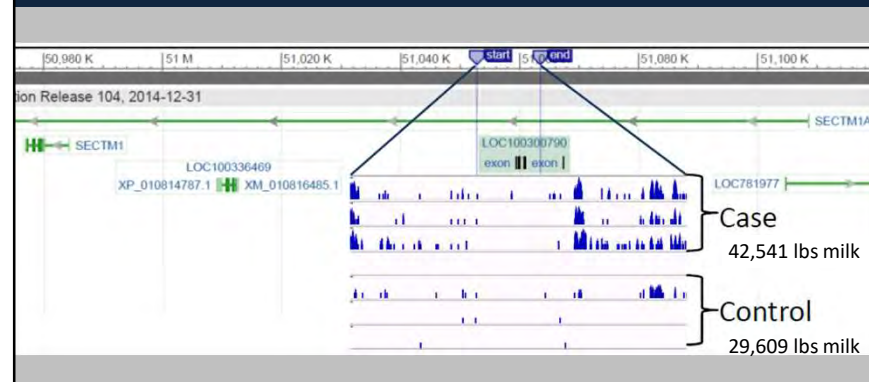 50,980 K 51 M 51,020 K 51,040 K start end 51,080 K 51,100 K
ion Release 104, 2014-12-31
SECTM1A
SECTM1
LOC100300790
exon exon
LOC100336469
XP_010814787.1 XM_010816485.1
LOC781977
Case
42,541 lbs milk
Control
29,609 lbs milk